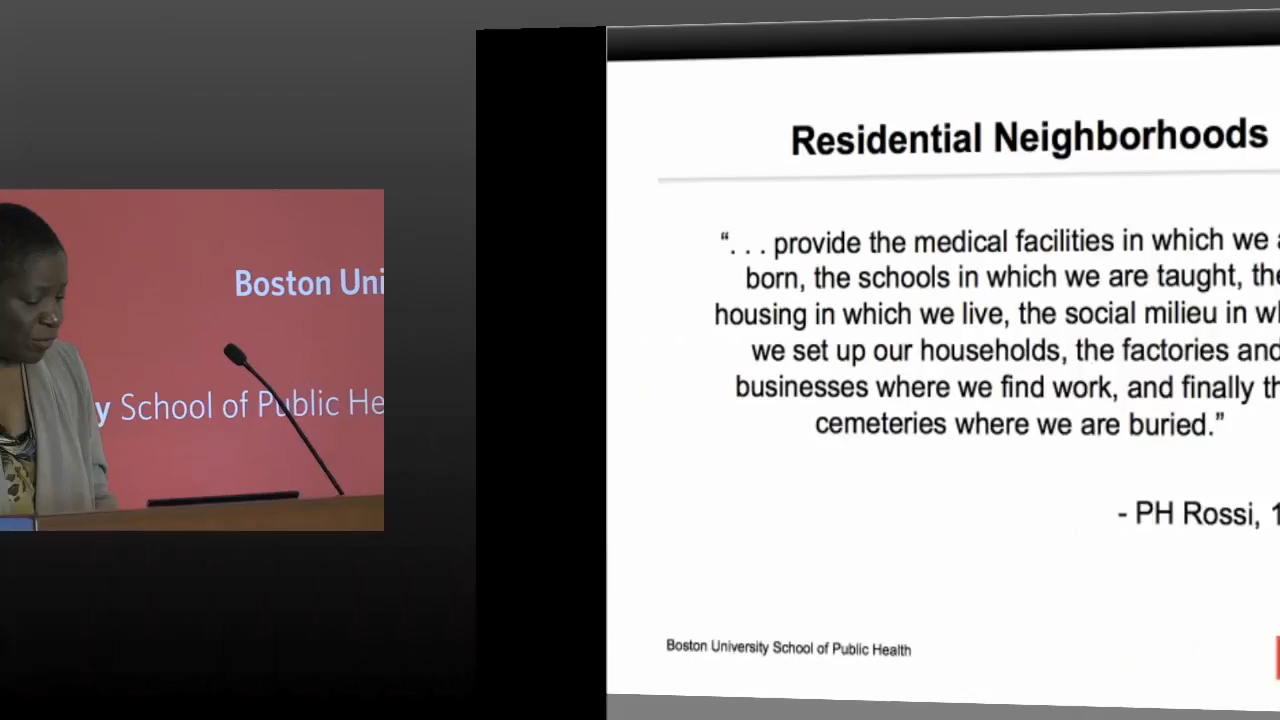 Boston Uni
y School of Public He
Residential Neighborhoods
“. . . provide the medical facilities in which we
born, the schools in which we are taught, the
housing in which we live, the social milieu in
we set up our households, the factories and
businesses where we find work, and finally
cemeteries where we are buried.”
- PH Rossi, 1
Boston University School of Public Health